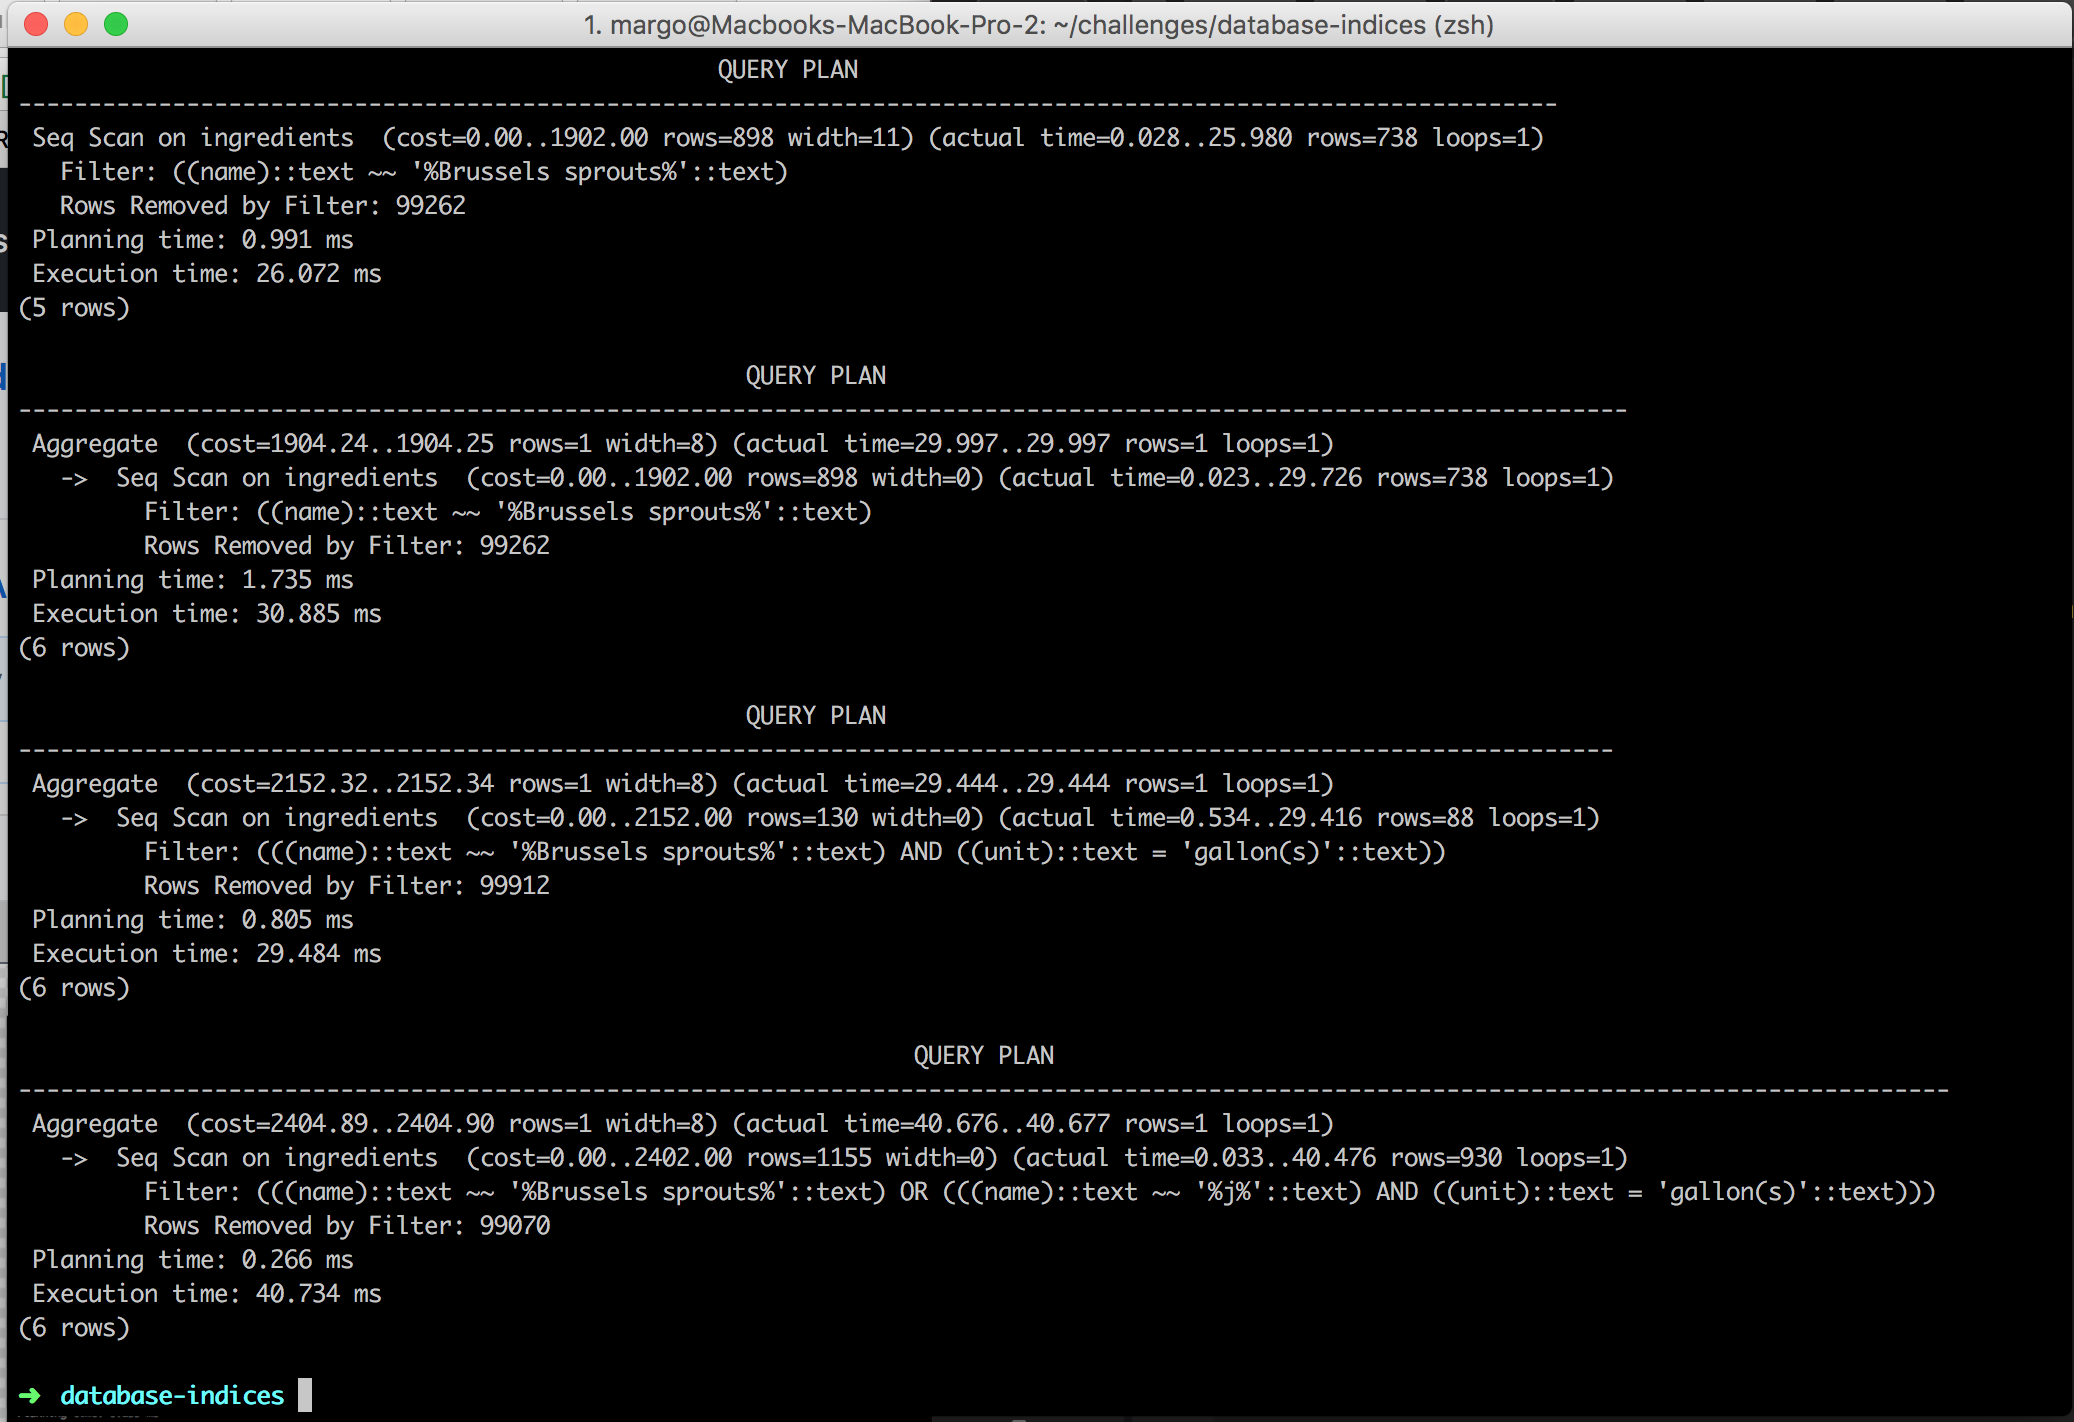 1. margo@Macbooks-MacBook-Pro-2: ~/challenges/database-indices (zsh)
QUERY PLAN
--------------------------------------------------------------------------------------------------------------
Seq Scan on ingredients  (cost=0.00..1902.00 rows=898 width=11) (actual time=0.028..25.980 rows=738 loops=1)
Filter: ((name)::text ~~ '%Brussels sprouts%'::text)
Rows Removed by Filter: 99262
Planning time: 0.991 ms
Execution time: 26.072 ms
(5 rows)
QUERY PLAN
-------------------------------------------------------------------------------------------------------------------
Aggregate  (cost=1904.24..1904.25 rows=1 width=8) (actual time=29.997..29.997 rows=1 loops=1)
->  Seq Scan on ingredients  (cost=0.00..1902.00 rows=898 width=0) (actual time=0.023..29.726 rows=738 loops=1)
Filter: ((name)::text ~~ '%Brussels sprouts%'::text)
Rows Removed by Filter: 99262
Planning time: 1.735 ms
Execution time: 30.885 ms
(6 rows)
QUERY PLAN
------------------------------------------------------------------------------------------------------------------
Aggregate  (cost=2152.32..2152.34 rows=1 width=8) (actual time=29.444..29.444 rows=1 loops=1)
->  Seq Scan on ingredients  (cost=0.00..2152.00 rows=130 width=0) (actual time=0.534..29.416 rows=88 loops=1)
Filter: (((name)::text ~~ '%Brussels sprouts%'::text) AND ((unit)::text = 'gallon(s)'::text))
Rows Removed by Filter: 99912
Planning time: 0.805 ms
Execution time: 29.484 ms
(6 rows)
QUERY PLAN
------------------------------------------------------------------------------------------------------------------------------------------
Aggregate  (cost=2404.89..2404.90 rows=1 width=8) (actual time=40.676..40.677 rows=1 loops=1)
->  Seq Scan on ingredients  (cost=0.00..2402.00 rows=1155 width=0) (actual time=0.033..40.476 rows=930 loops=1)
Filter: (((name)::text ~~ '%Brussels sprouts%'::text) OR (((name)::text ~~ '%j%'::text) AND ((unit)::text = 'gallon(s)'::text)))
Rows Removed by Filter: 99070
Planning time: 0.266 ms
Execution time: 40.734 ms
(6 rows)
➜ database-indices